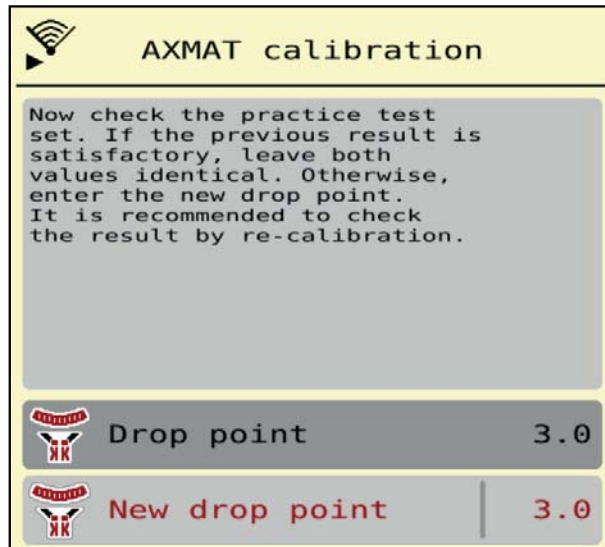 AXMAT calibration
Now check the practice test
set. If the previous result is
satisfactory, leave both
values identical. Otherwise,
enter the new drop point.
It is recommended to check
the result by re-calibration.
Drop point 3.0
New drop point 3.0